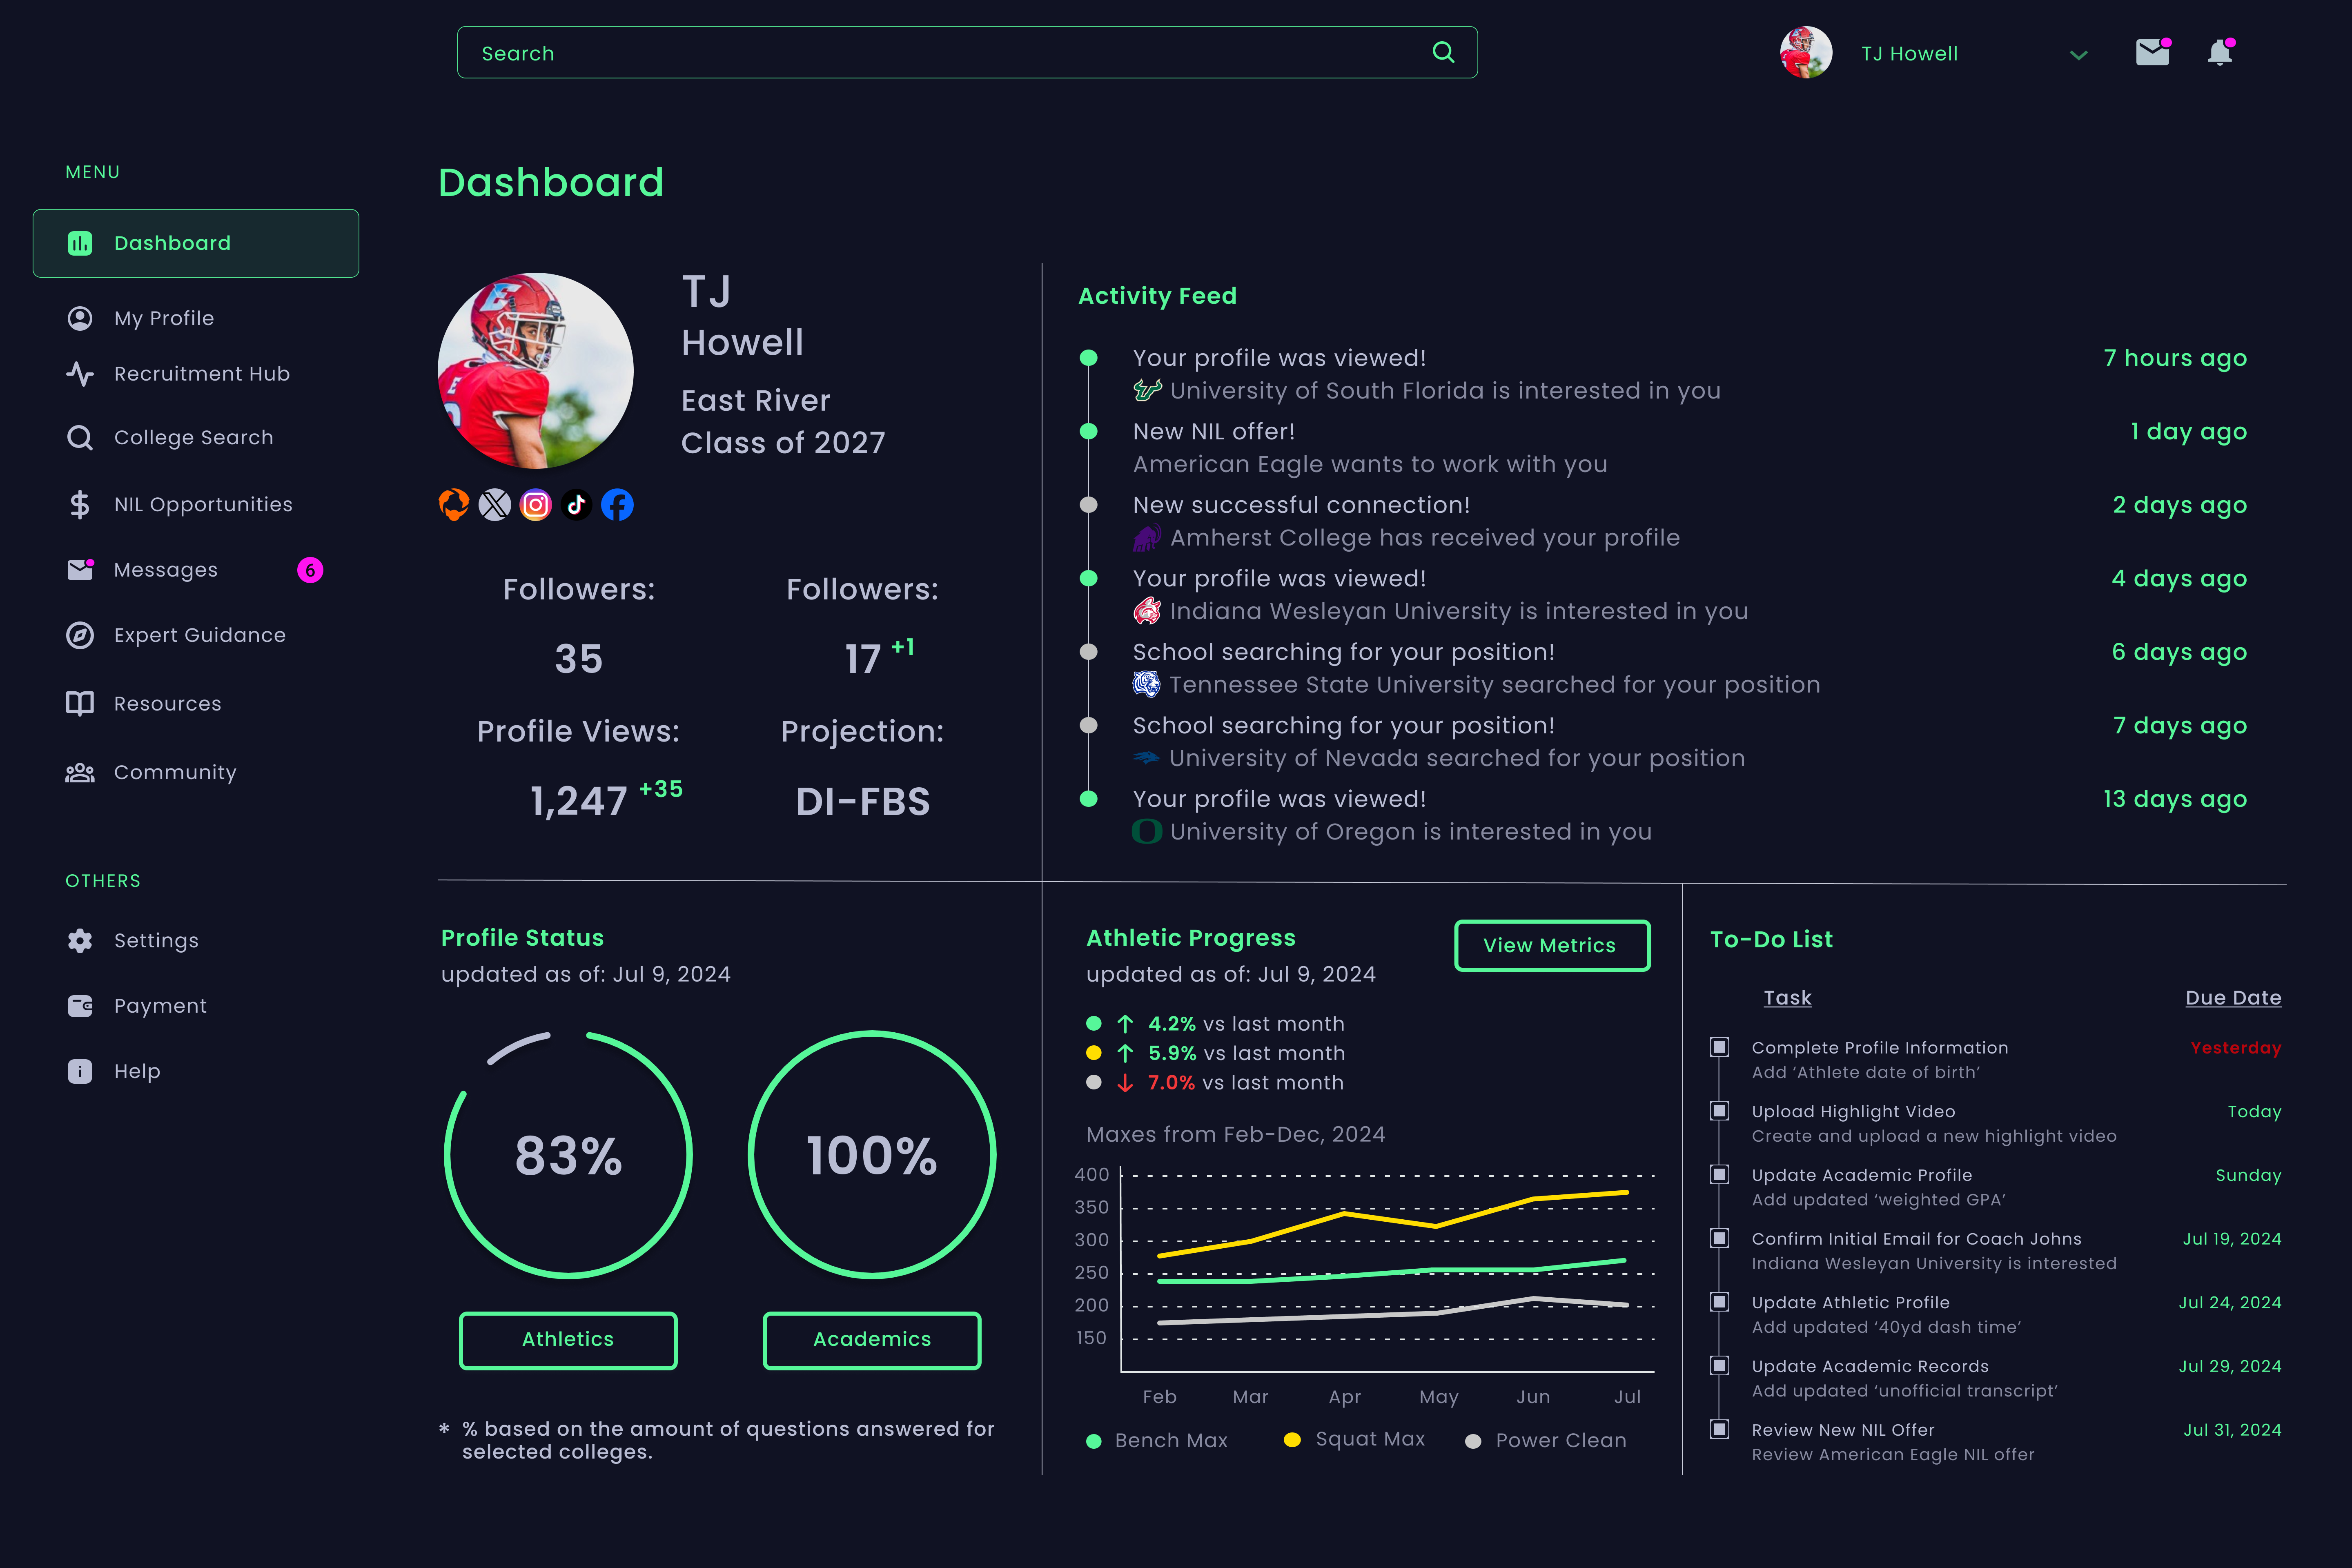 Search
TJ Howell
MENU
Dashboard
My Profile
Recruitment Hub
College Search
NIL Opportunities
Messages 6
Expert Guidance
Resources
Community
OTHERS
Settings
Payment
Help
Dashboard
TJ
Howell
East River
Class of 2027
Followers:
35
Followers:
17 +1
Profile Views:
1,247 +35
Projection:
DI-FBS
Activity Feed
Your profile was viewed! 7 hours ago
University of South Florida is interested in you
New NIL offer! 1 day ago
American Eagle wants to work with you
New successful connection! 2 days ago
Amherst College has received your profile
Your profile was viewed! 4 days ago
Indiana Wesleyan University is interested in you
School searching for your position! 6 days ago
Tennessee State University searched for your position
School searching for your position! 7 days ago
University of Nevada searched for your position
Your profile was viewed! 13 days ago
University of Oregon is interested in you
Profile Status
updated as of: Jul 9, 2024
83%
100%
Athletics
Academics
* % based on the amount of questions answered for
selected colleges.
Athletic Progress
View Metrics
updated as of: Jul 9, 2024
4.2% vs last month
5.9% vs last month
7.0% vs last month
Maxes from Feb-Dec, 2024
400
350
300
250
200
150
Feb Mar Apr May Jun Jul
Bench Max Squat Max Power Clean
To-Do List
Task Due Date
Complete Profile Information Yesterday
Add ‘Athlete date of birth’
Upload Highlight Video Today
Create and upload a new highlight video
Update Academic Profile Sunday
Add updated ‘weighted GPA’
Confirm Initial Email for Coach Johns Jul 19, 2024
Indiana Wesleyan University is interested
Update Athletic Profile Jul 24, 2024
Add updated ‘40yd dash time’
Update Academic Records Jul 29, 2024
Add updated ‘unofficial transcript’
Review New NIL Offer Jul 31, 2024
Review American Eagle NIL offer